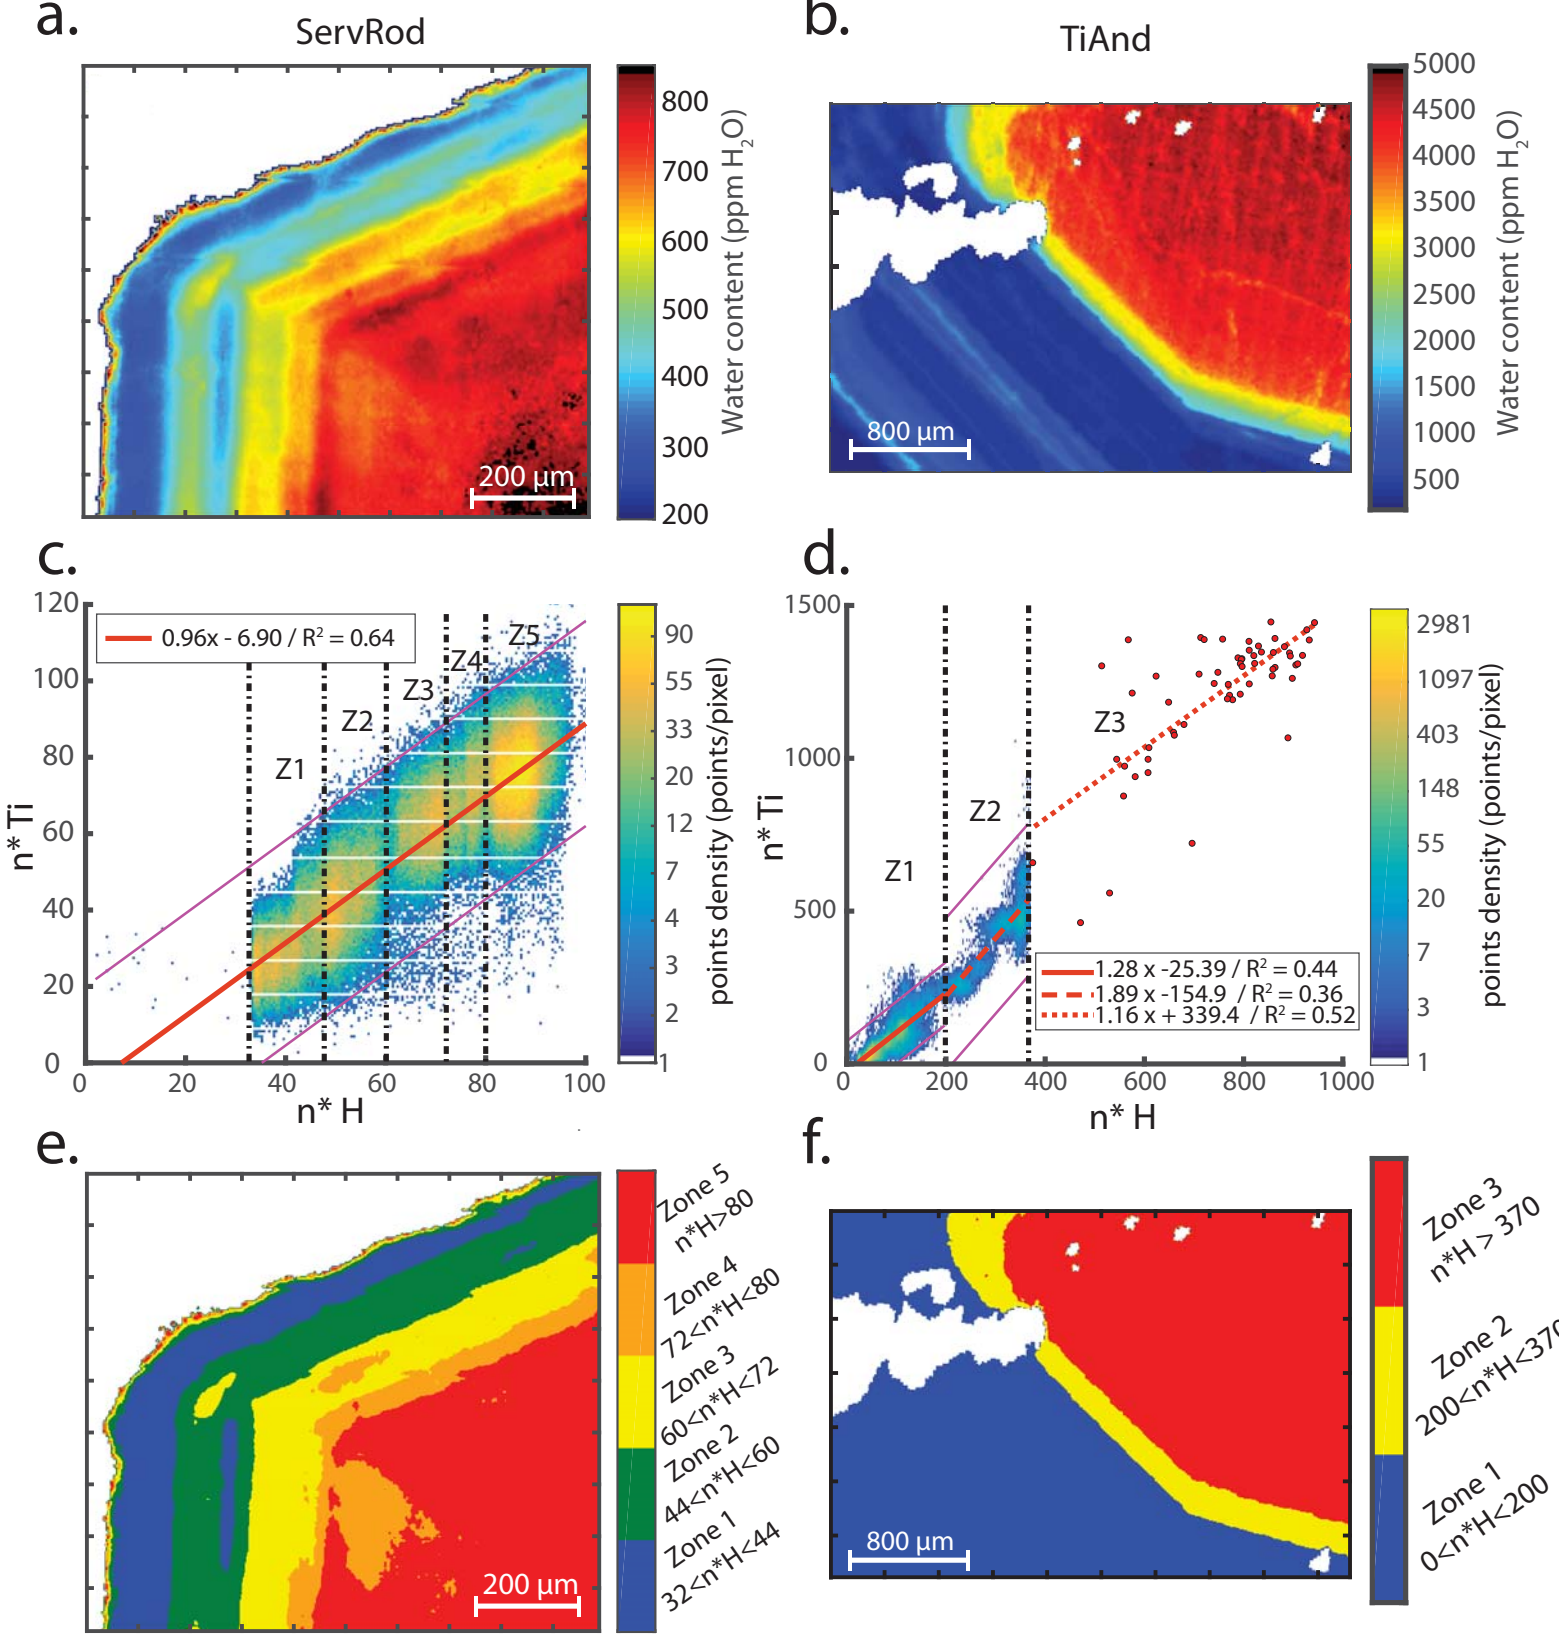 a.
ServRod
800
700
600
500
400
300
200
Water content (ppm H₂O)
200 µm
b.
TiAnd
5000
4500
4000
3500
3000
2500
2000
1500
1000
500
Water content (ppm H₂O)
800 µm
c.
120
100
80
60
40
20
0
n* Ti
0.96x - 6.90 / R² = 0.64
Z1
Z2
Z3
Z4
Z5
0 20 40 60 80 100
n* H
90
55
33
20
12
7
4
3
2
1
points density (points/pixel)
d.
1500
1000
500
0
n* Ti
Z1
Z2
Z3
1.28 x -25.39 / R² = 0.44
1.89 x -154.9 / R² = 0.36
1.16 x + 339.4 / R² = 0.52
0 200 400 600 800 1000
n* H
2981
1097
403
148
55
20
7
3
1
points density (points/pixel)
e.
200 µm
Zone 5
n*H>80
Zone 4
72<n*H<80
Zone 3
60<n*H<72
Zone 2
44<n*H<60
Zone 1
32<n*H<44
f.
800 µm
Zone 3
n*H > 370
Zone 2
200<n*H<370
Zone 1
0<n*H<200